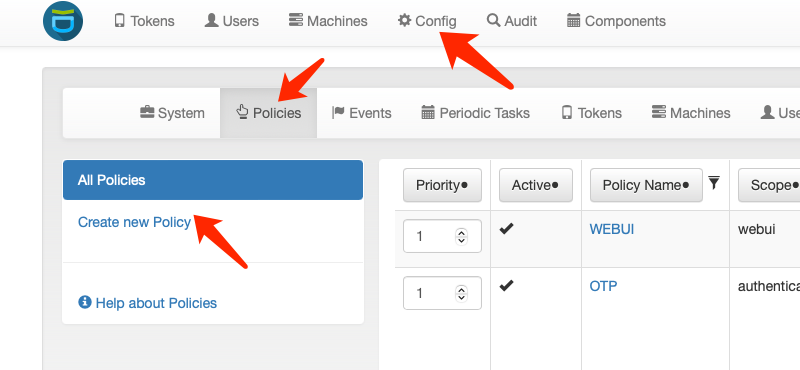 Tokens Users Machines Config Audit Components
System Policies Events Periodic Tasks Tokens Machines Use
All Policies
Create new Policy
Help about Policies
Priority Active Policy Name Scope
1 WEBUI webui
1 OTP authentica